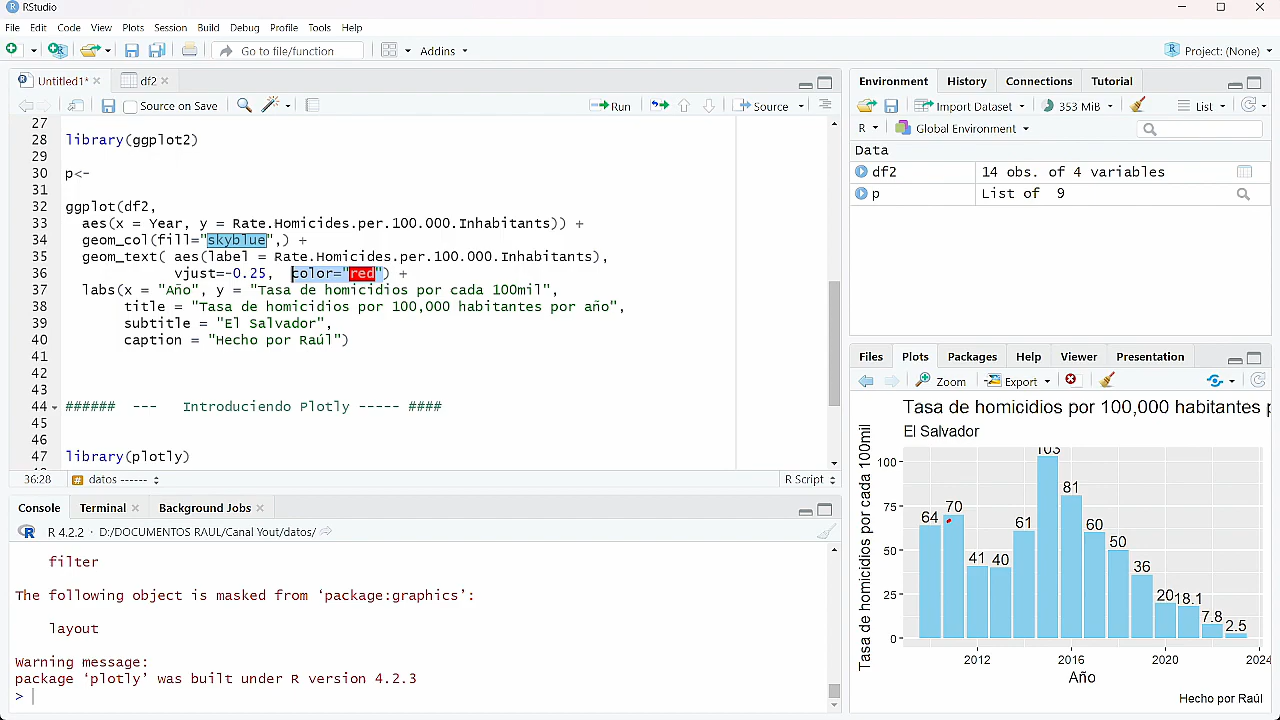 RStudio
File Edit Code View Plots Session Build Debug Profile Tools Help
Go to file/function
Addins
Project: (None)
Untitled1*
df2
Source on Save
Run
Source
27
28 library(ggplot2)
29
30 p<-
31
32 ggplot(df2,
33 aes(x = Year, y = Rate.Homicides.per.100.000.Inhabitants)) +
34 geom_col(fill="skyblue",) +
35 geom_text( aes(label = Rate.Homicides.per.100.000.Inhabitants),
36 vjust=-0.25, color="red") +
37 labs(x = "Año", y = "Tasa de homicidios por cada 100mil",
38 title = "Tasa de homicidios por 100,000 habitantes por año",
39 subtitle = "El Salvador",
40 caption = "Hecho por Raúl")
41
42
43
44 ###### --- Introduciendo Plotly ----- ####
45
46
47 library(plotly)
36:28
datos ------
R Script
Console Terminal Background Jobs
R 4.2.2 · D:/DOCUMENTOS RAUL/Canal Yout/datos/
filter
The following object is masked from ‘package:graphics’:
layout
Warning message:
package ‘plotly’ was built under R version 4.2.3
>
Environment History Connections Tutorial
Import Dataset
353 MiB
List
R
Global Environment
Data
df2 14 obs. of 4 variables
p List of 9
Files Plots Packages Help Viewer Presentation
Zoom
Export
Tasa de homicidios por 100,000 habitantes p
El Salvador
Tasa de homicidios por cada 100mil
100
75
50
25
0
64 70 41 40 61 103 81 60 50 36 20 18.1 7.8 2.5
2012 2016 2020 2024
Año
Hecho por Raúl